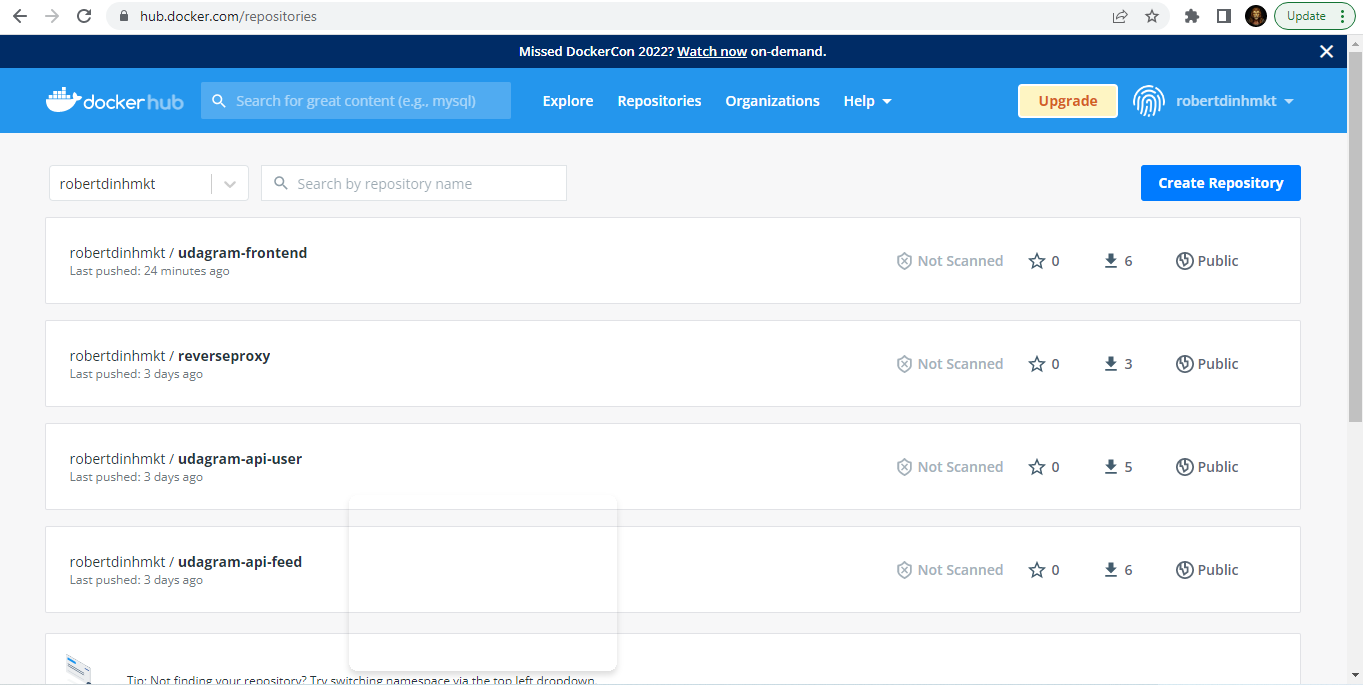 hub.docker.com/repositories
Update
Missed DockerCon 2022? Watch now on-demand.
docker hub
Search for great content (e.g., mysql)
Explore
Repositories
Organizations
Help
Upgrade
robertdinhmkt
robertdinhmkt
Search by repository name
Create Repository
robertdinhmkt / udagram-frontend
Last pushed: 24 minutes ago
Not Scanned
0
6
Public
robertdinhmkt / reverseproxy
Last pushed: 3 days ago
Not Scanned
0
3
Public
robertdinhmkt / udagram-api-user
Last pushed: 3 days ago
Not Scanned
0
5
Public
robertdinhmkt / udagram-api-feed
Last pushed: 3 days ago
Not Scanned
0
6
Public
Tip: Not finding your repository? Try switching namespace via the top left dropdown.